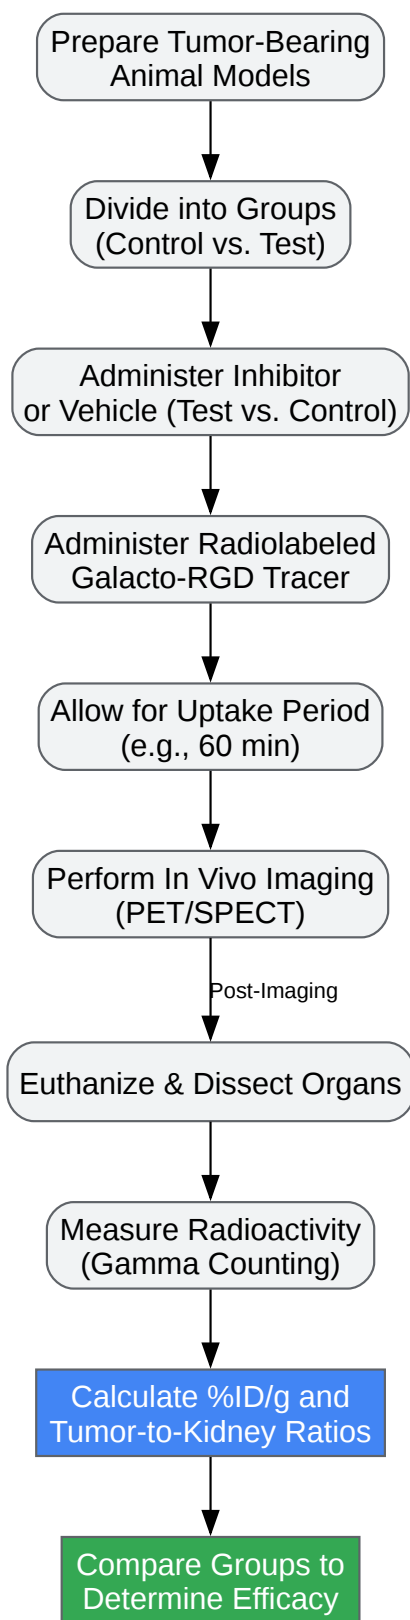 Prepare Tumor-Bearing
Animal Models
Divide into Groups
(Control vs. Test)
Administer Inhibitor
or Vehicle (Test vs. Control)
Administer Radiolabeled
Galacto-RGD Tracer
Allow for Uptake Period
(e.g., 60 min)
Perform In Vivo Imaging
(PET/SPECT)
Post-Imaging
Euthanize & Dissect Organs
Measure Radioactivity
(Gamma Counting)
Calculate %ID/g and
Tumor-to-Kidney Ratios
Compare Groups to
Determine Efficacy